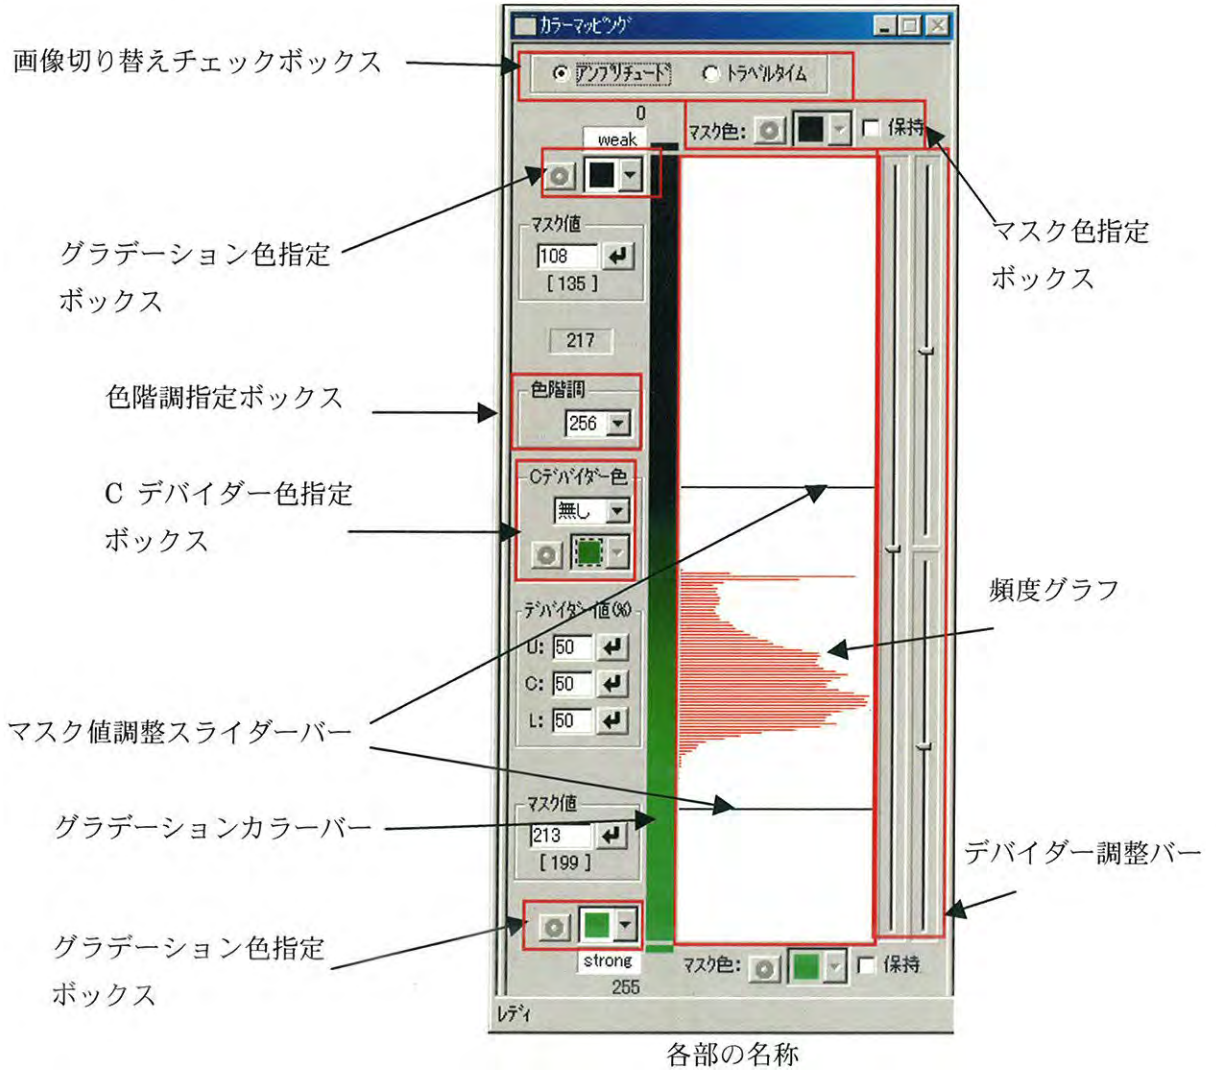 カラーマッピング
画像切り替えチェックボックス
アンプリチュード トラベルタイム
0
マスク色: 保持
weak
マスク値
108
[ 135 ]
グラデーション色指定
ボックス
マスク色指定
ボックス
217
色階調
256
色階調指定ボックス
Cデバイダー色
無し
C デバイダー色指定
ボックス
デバイダー値(%)
U: 50
C: 50
L: 50
頻度グラフ
マスク値調整スライダーバー
マスク値
213
[ 199 ]
グラデーションカラーバー
デバイダー調整バー
グラデーション色指定
ボックス
strong
255
マスク色: 保持
レディ
各部の名称